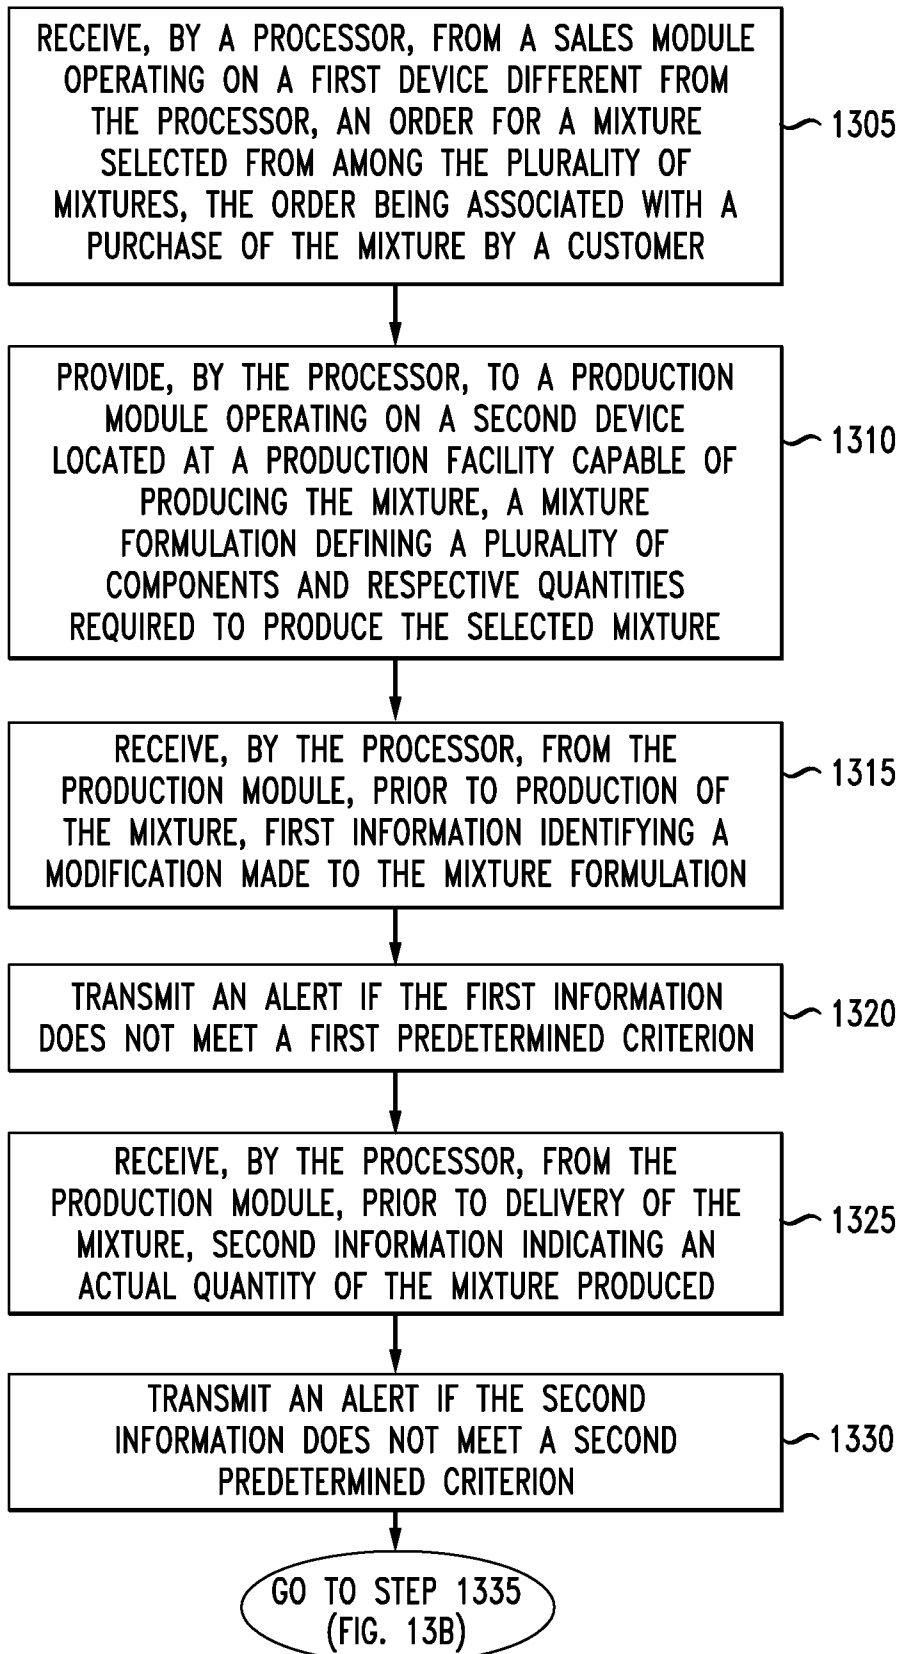 RECEIVE, BY A PROCESSOR, FROM A SALES MODULE
OPERATING ON A FIRST DEVICE DIFFERENT FROM
THE PROCESSOR, AN ORDER FOR A MIXTURE
SELECTED FROM AMONG THE PLURALITY OF
MIXTURES, THE ORDER BEING ASSOCIATED WITH A
PURCHASE OF THE MIXTURE BY A CUSTOMER
1305
PROVIDE, BY THE PROCESSOR, TO A PRODUCTION
MODULE OPERATING ON A SECOND DEVICE
LOCATED AT A PRODUCTION FACILITY CAPABLE OF
PRODUCING THE MIXTURE, A MIXTURE
FORMULATION DEFINING A PLURALITY OF
COMPONENTS AND RESPECTIVE QUANTITIES
REQUIRED TO PRODUCE THE SELECTED MIXTURE
1310
RECEIVE, BY THE PROCESSOR, FROM THE
PRODUCTION MODULE, PRIOR TO PRODUCTION OF
THE MIXTURE, FIRST INFORMATION IDENTIFYING A
MODIFICATION MADE TO THE MIXTURE FORMULATION
1315
TRANSMIT AN ALERT IF THE FIRST INFORMATION
DOES NOT MEET A FIRST PREDETERMINED CRITERION
1320
RECEIVE, BY THE PROCESSOR, FROM THE
PRODUCTION MODULE, PRIOR TO DELIVERY OF THE
MIXTURE, SECOND INFORMATION INDICATING AN
ACTUAL QUANTITY OF THE MIXTURE PRODUCED
1325
TRANSMIT AN ALERT IF THE SECOND
INFORMATION DOES NOT MEET A SECOND
PREDETERMINED CRITERION
1330
GO TO STEP 1335
(FIG. 13B)